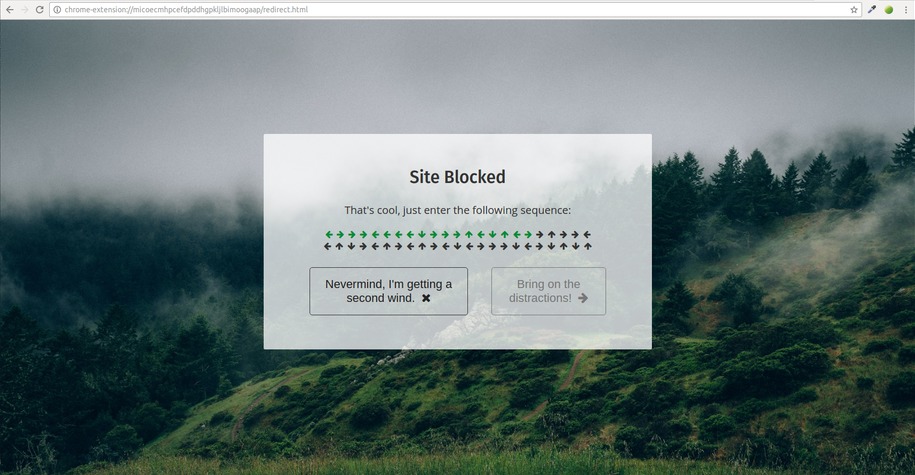 chrome-extension://micoecmhpcefdpddhgpkljlbimoogaap/redirect.html
Site Blocked
That's cool, just enter the following sequence:
Nevermind, I'm getting a
second wind. ✖
Bring on the
distractions! →